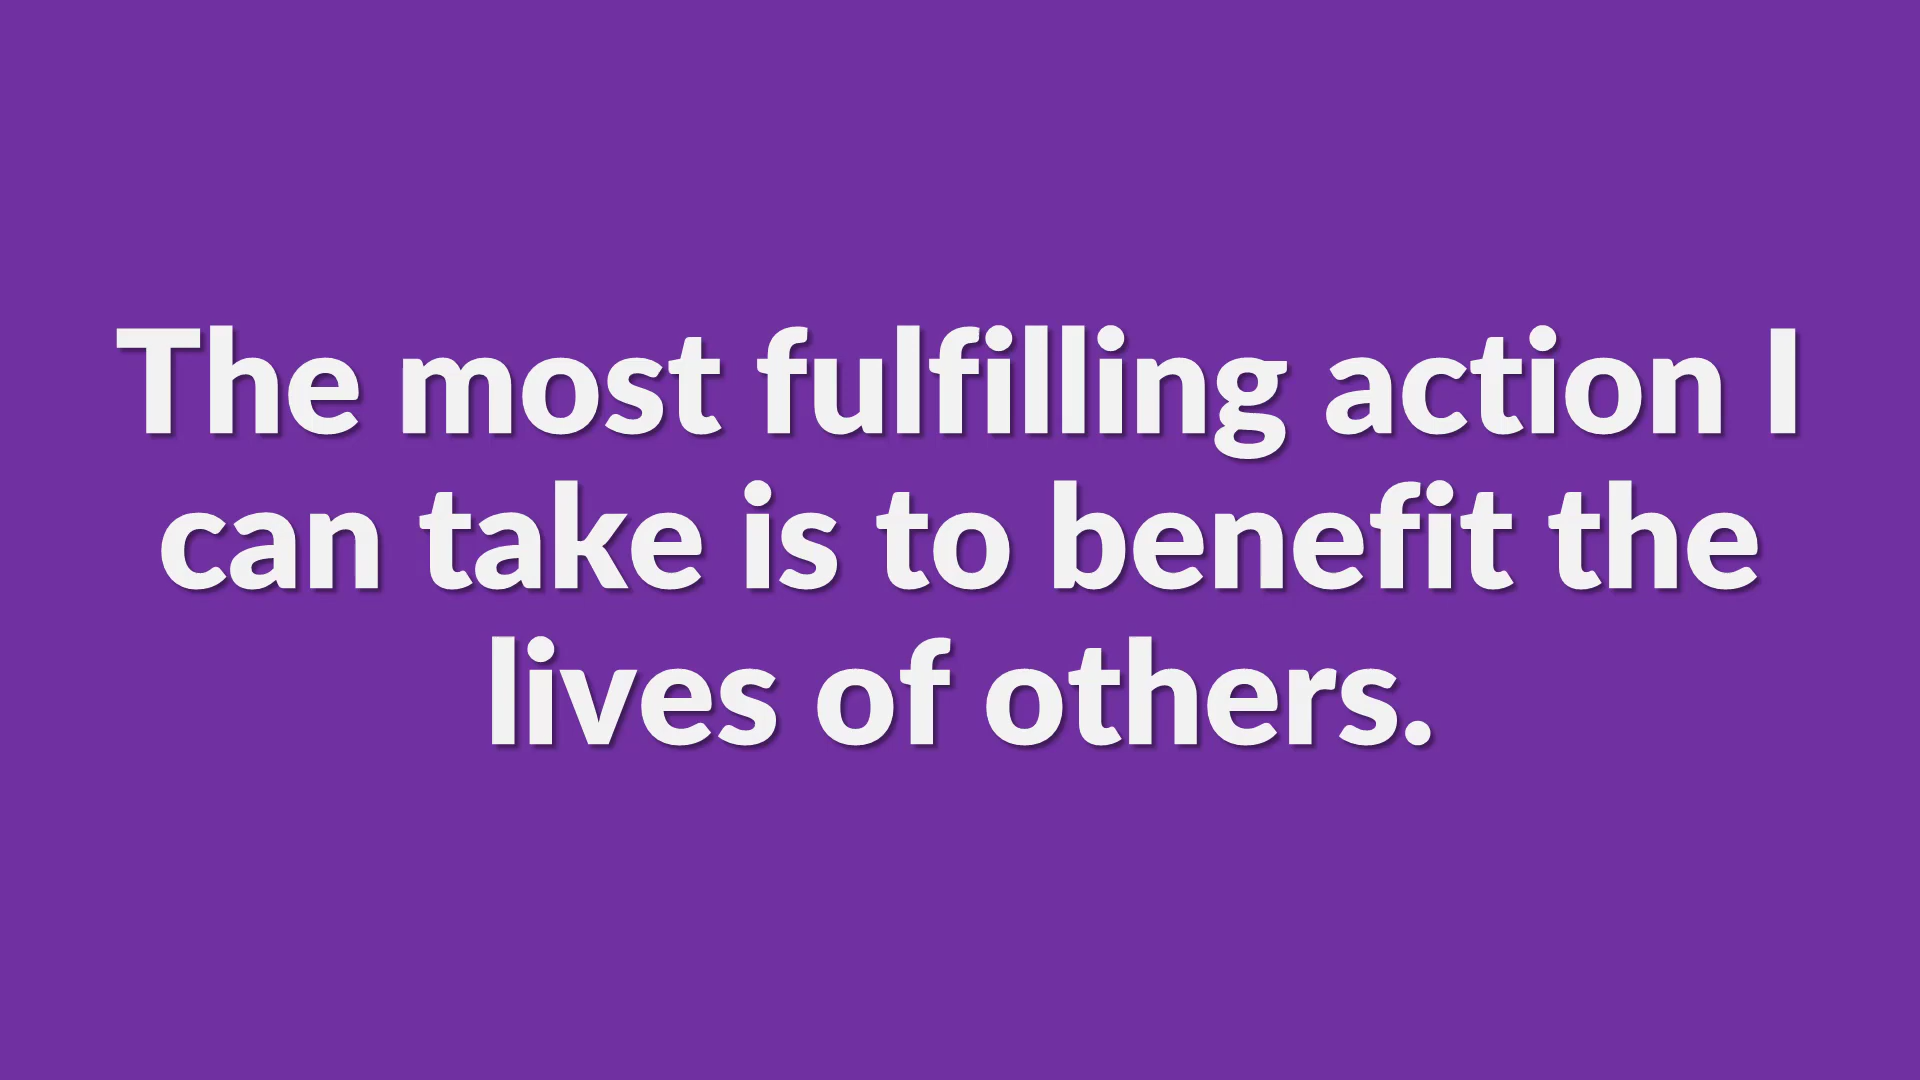 The most fulfilling action I
can take is to benefit the
lives of others.